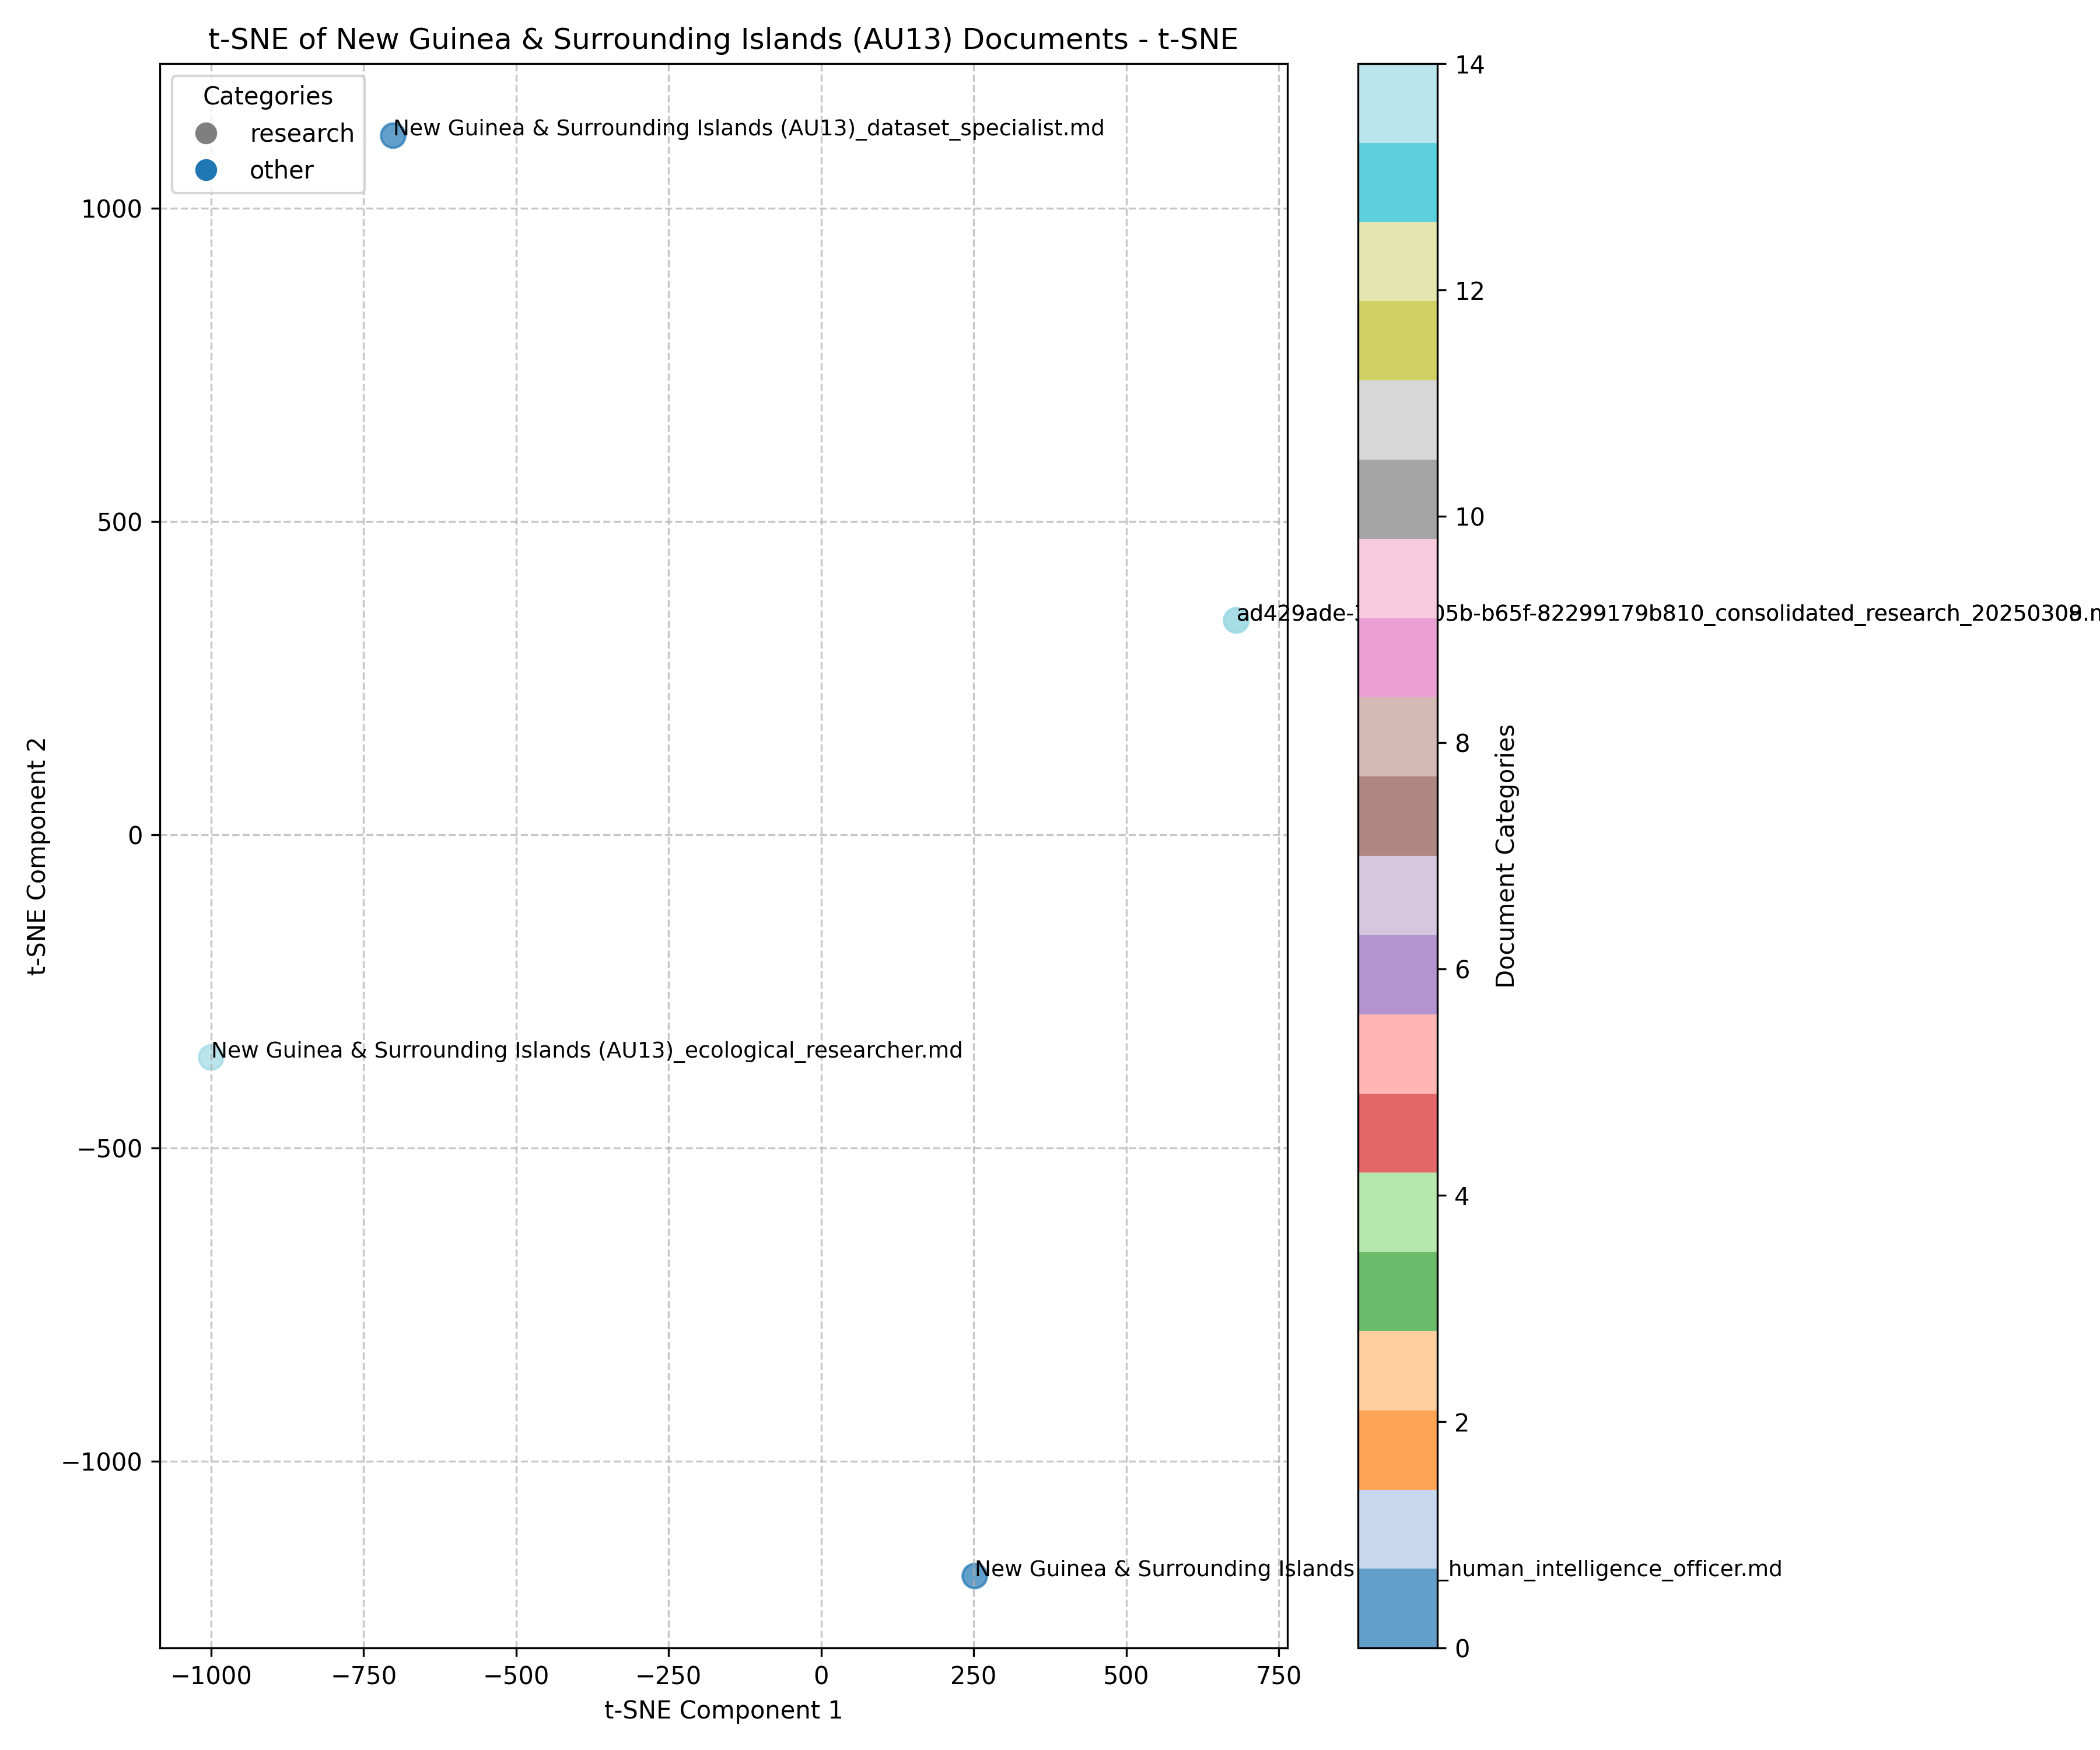 t-SNE of New Guinea & Surrounding Islands (AU13) Documents - t-SNE
Categories
research
other
New Guinea & Surrounding Islands (AU13)_dataset_specialist.md
ad429ade- 05b-b65f-82299179b810_consolidated_research_202503
New Guinea & Surrounding Islands (AU13)_ecological_researcher.md
New Guinea & Surrounding Islands _human_intelligence_officer.md
1000
500
0
−500
−1000
t-SNE Component 2
−1000
−750
−500
−250
0
250
500
750
t-SNE Component 1
14
12
10
8
6
4
2
0
Document Categories